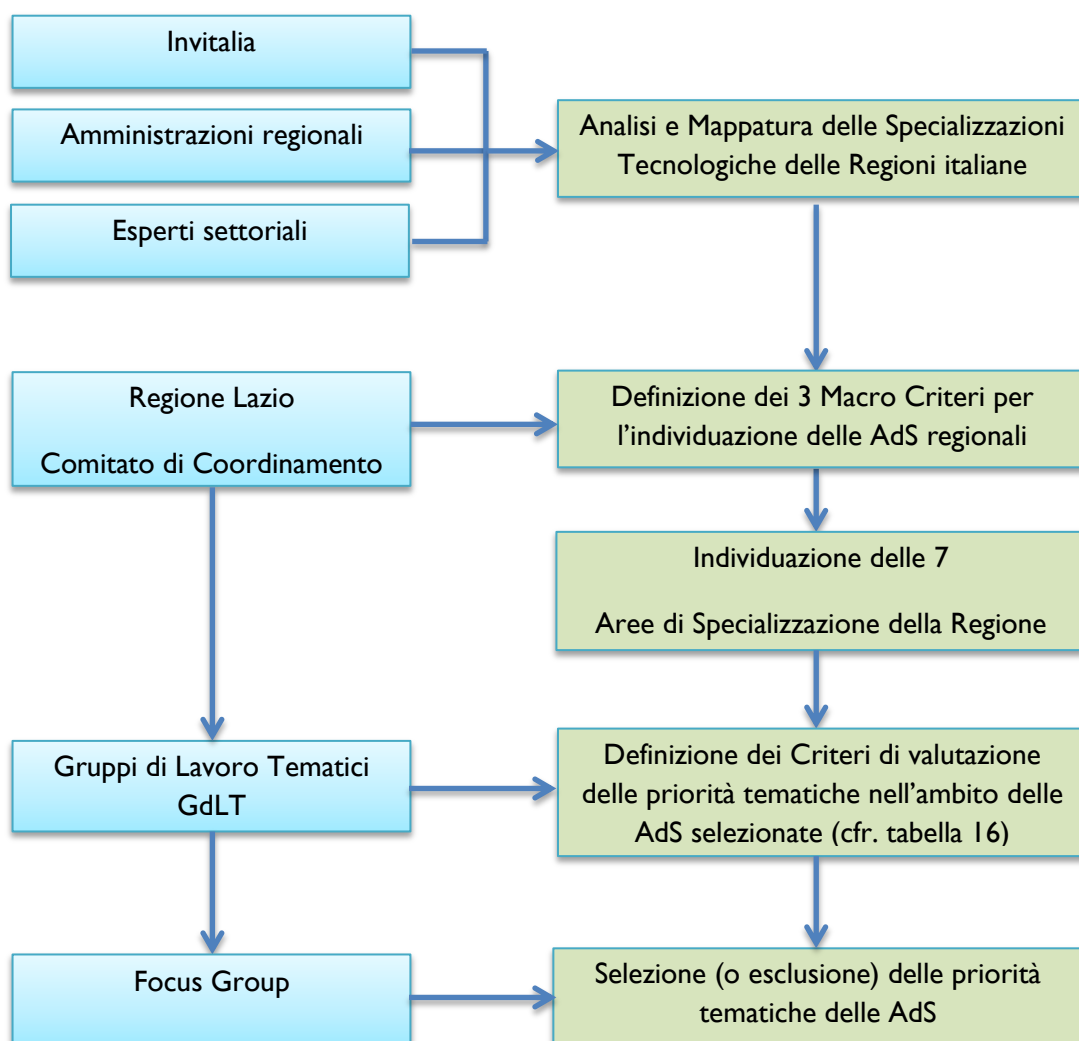 Invitalia
Amministrazioni regionali
Esperti settoriali
Analisi e Mappatura delle Specializzazioni
Tecnologiche delle Regioni italiane
Regione Lazio
Comitato di Coordinamento
Definizione dei 3 Macro Criteri per
l'individuazione delle AdS regionali
Individuazione delle 7
Aree di Specializzazione della Regione
Gruppi di Lavoro Tematici
GdLT
Definizione dei Criteri di valutazione
delle priorità tematiche nell'ambito delle
AdS selezionate (cfr. tabella 16)
Focus Group
Selezione (o esclusione) delle priorità
tematiche delle AdS